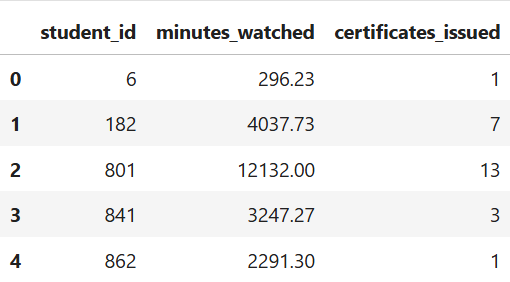 student_id minutes_watched certificates_issued
0 6 296.23 1
1 182 4037.73 7
2 801 12132.00 13
3 841 3247.27 3
4 862 2291.30 1